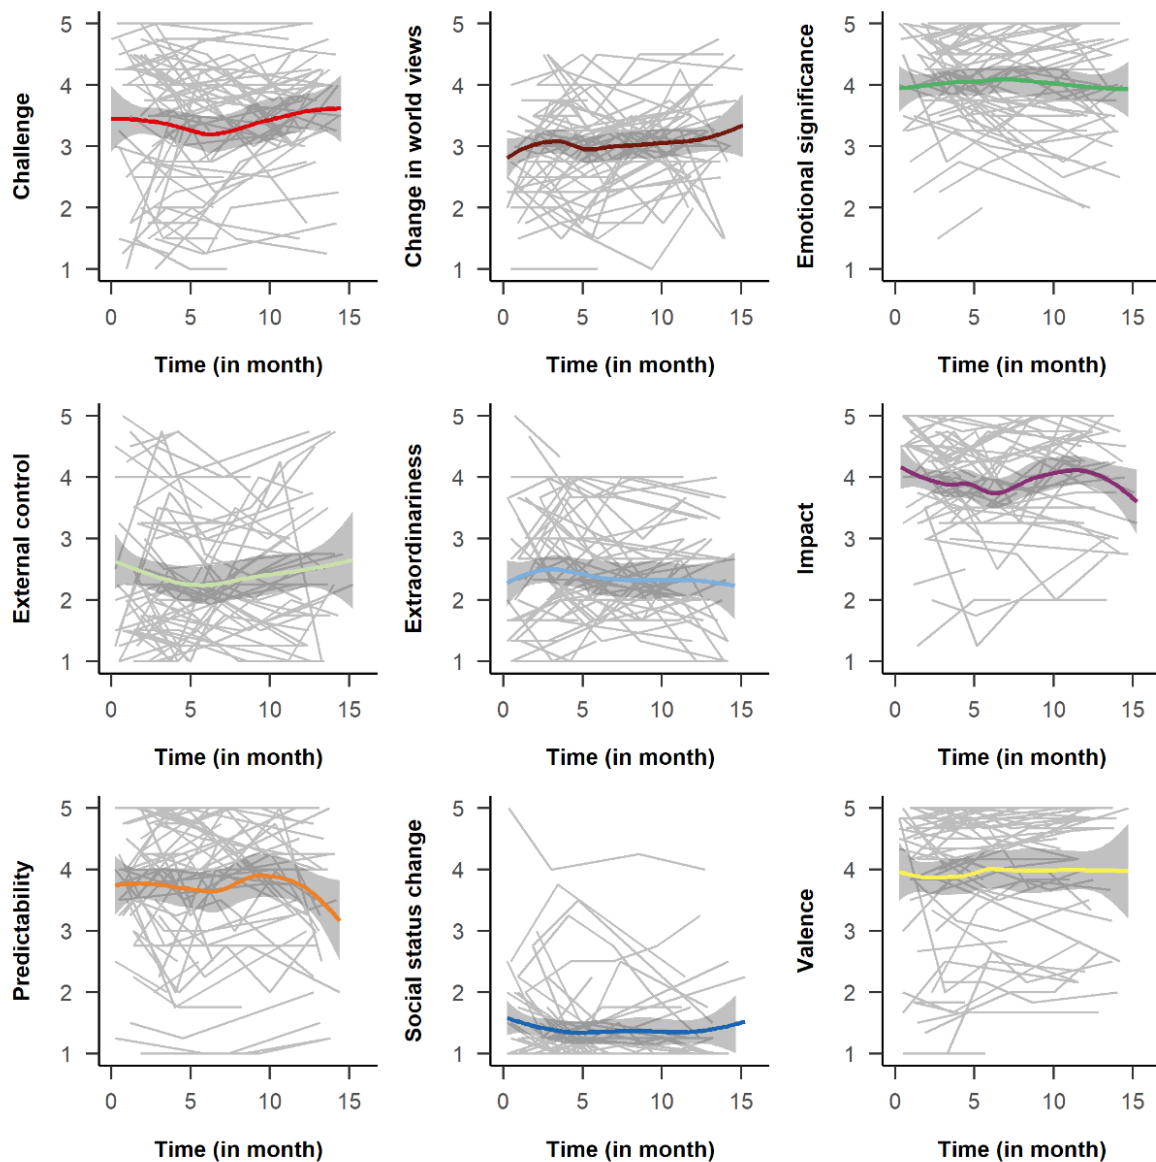 Challenge
5
4
3
2
1
0 5 10 15
Time (in month)
Change in world views
5
4
3
2
1
0 5 10 15
Time (in month)
Emotional significance
5
4
3
2
1
0 5 10 15
Time (in month)
External control
5
4
3
2
1
0 5 10 15
Time (in month)
Extraordinariness
5
4
3
2
1
0 5 10 15
Time (in month)
Impact
5
4
3
2
1
0 5 10 15
Time (in month)
Predictability
5
4
3
2
1
0 5 10 15
Time (in month)
Social status change
5
4
3
2
1
0 5 10 15
Time (in month)
Valence
5
4
3
2
1
0 5 10 15
Time (in month)